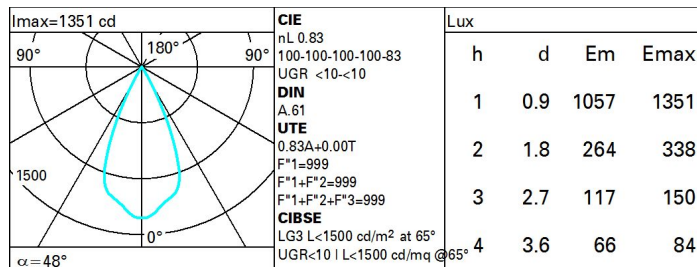 Imax=1351 cd
90°
180°
90°
1500
0°
α=48°
CIE
nL 0.83
100-100-100-100-83
UGR <10-<10
DIN
A.61
UTE
0.83A+0.00T
F"1=999
F"1+F"2=999
F"1+F"2+F"3=999
CIBSE
LG3 L<1500 cd/m² at 65°
UGR<10 | L<1500 cd/mq @65°
Lux
h d Em Emax
1 0.9 1057 1351
2 1.8 264 338
3 2.7 117 150
4 3.6 66 84